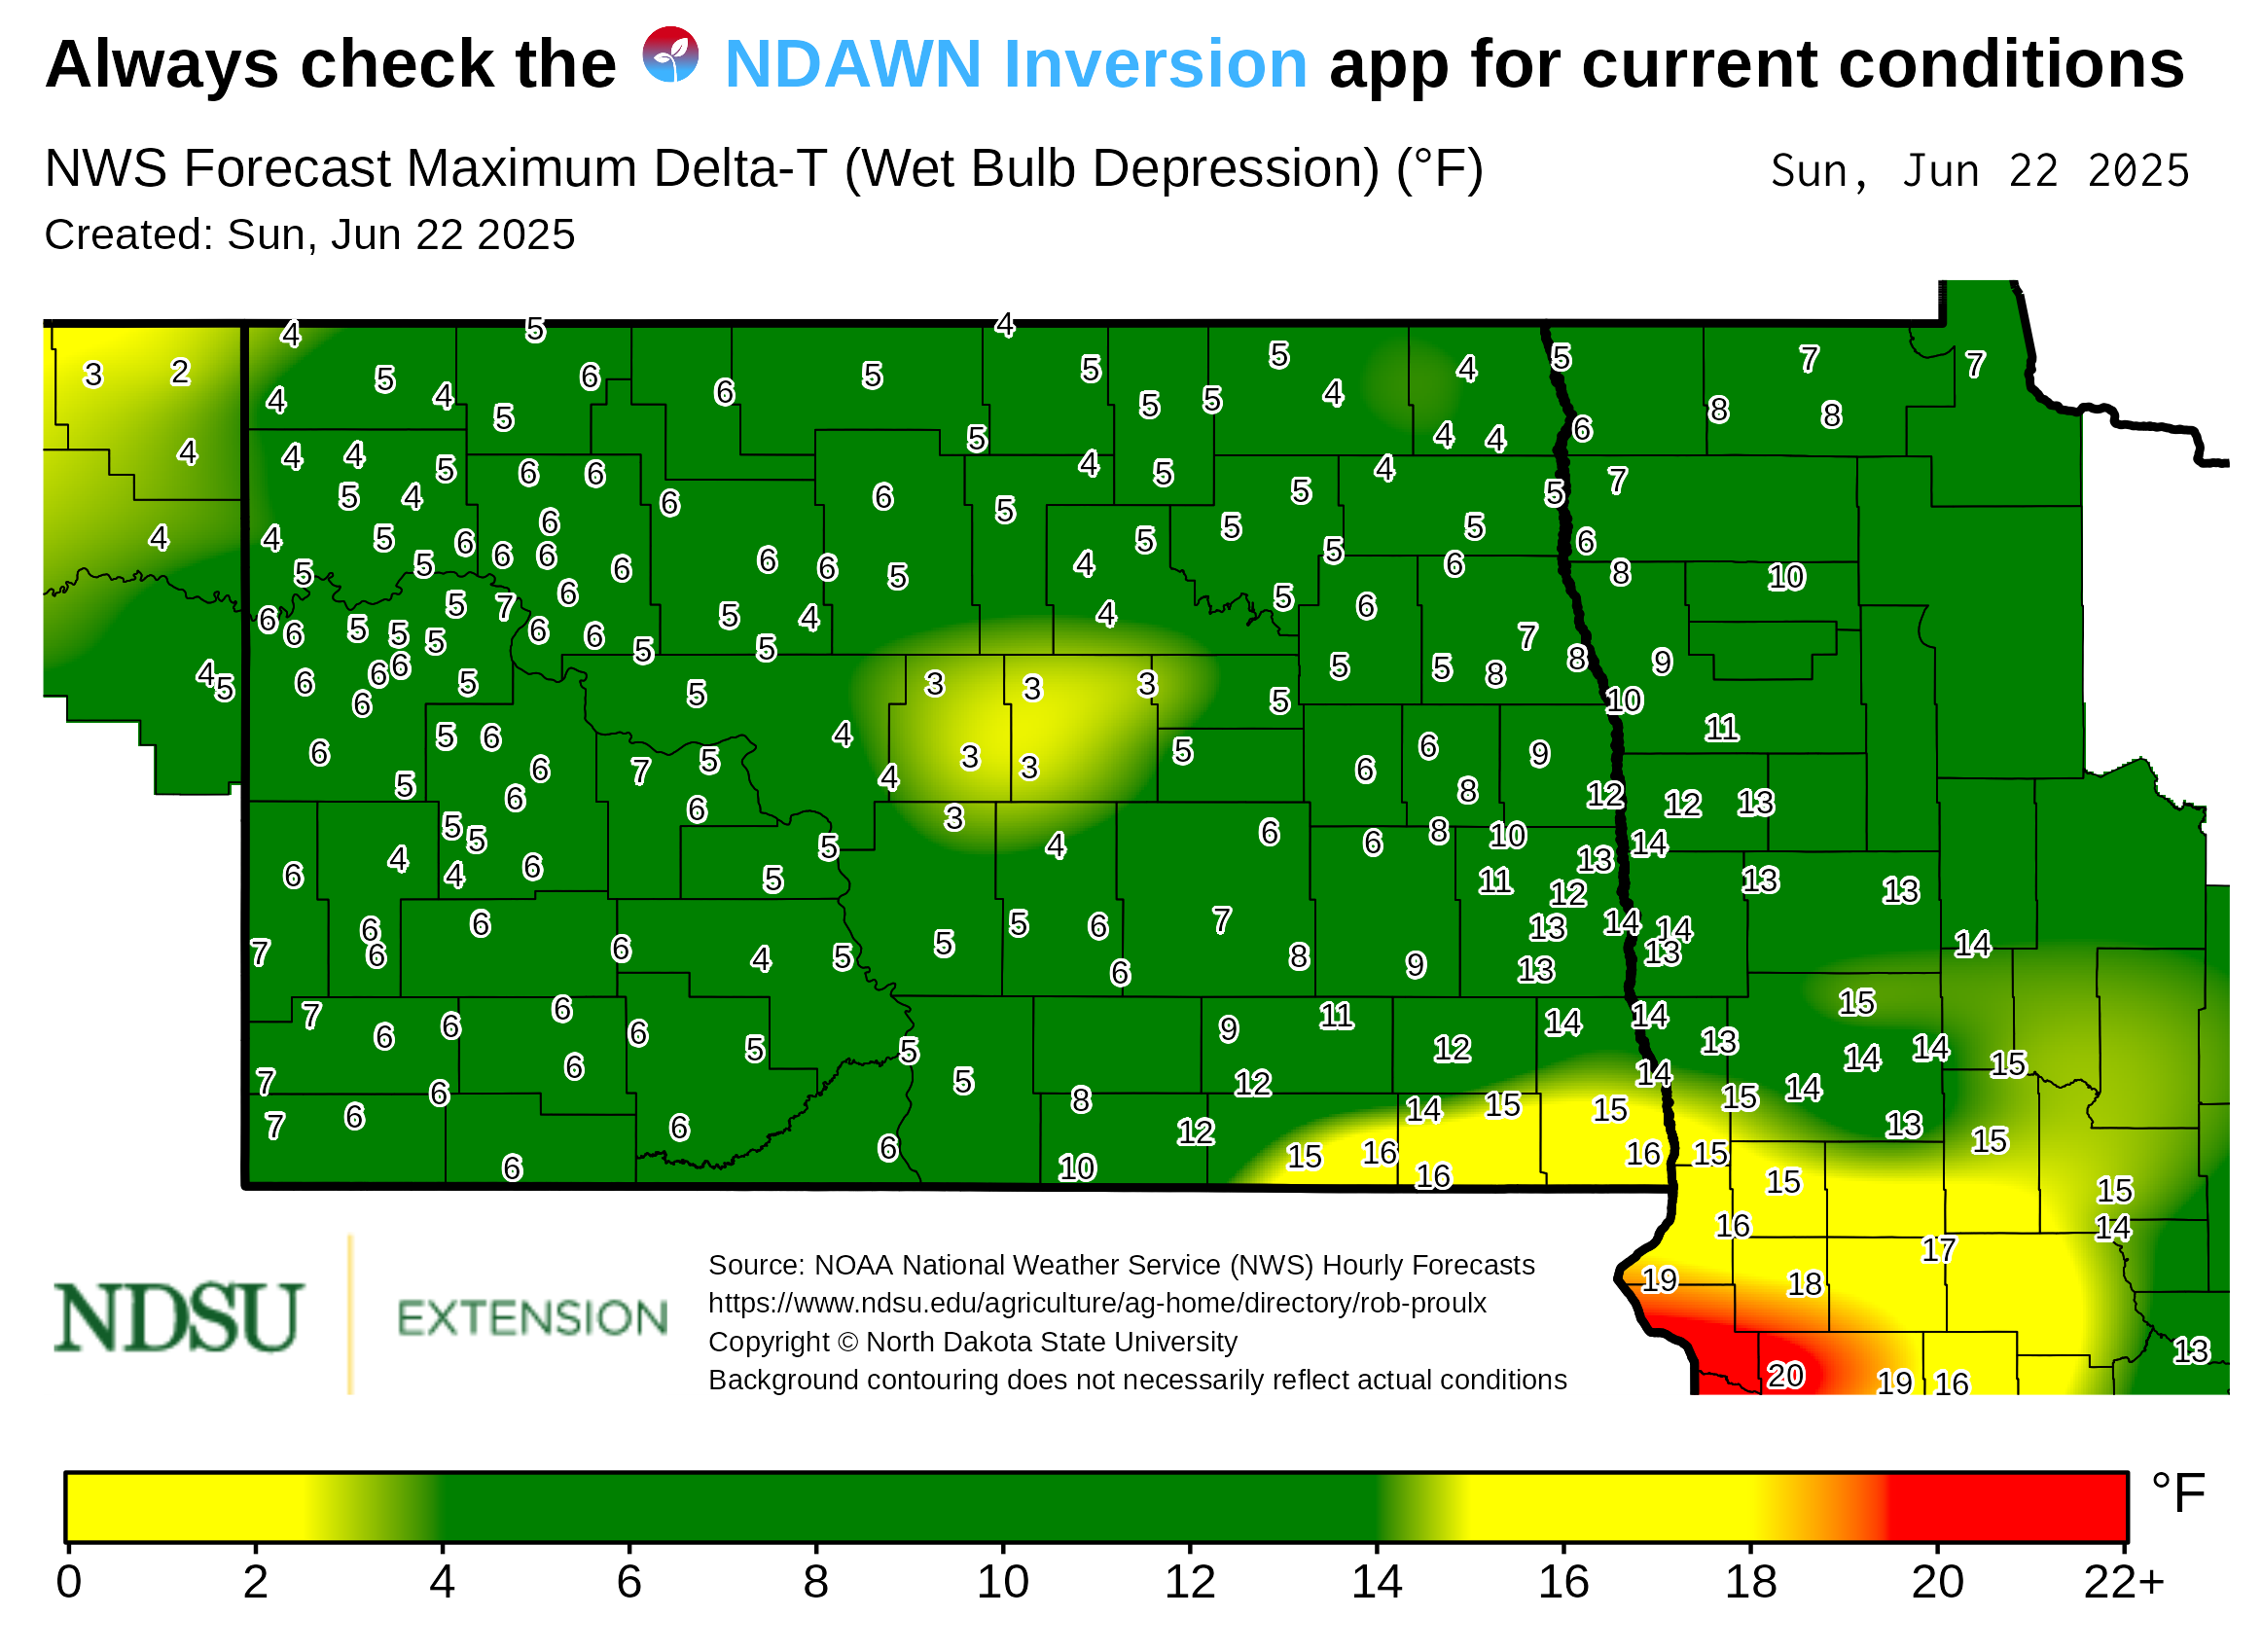 Always check the NDAWN Inversion app for current conditions
NWS Forecast Maximum Delta-T (Wet Bulb Depression) (°F) Sun, Jun 22 2025
Created: Sun, Jun 22 2025
4 5 4
3 2 4 5 4 5 6 6 5 5 5 4 5 5 4 5 7 7
4 4 4 4 5 6 6 5 4 5 5 4 4 6 8 8
4 4 5 4 5 6 6 6 6 5 5 5 5 4 5 7
5 6 6 6 6 6 6 5 4 5 5 5 6 6 8 10
6 6 5 5 5 5 7 6 6 5 5 4 4 5 6 7 8 9
4 5 6 6 6 6 5 5 3 3 3 5 5 5 8 10
6 5 5 6 6 7 5 6 4 4 3 3 5 6 6 9 8 11
5 5 4 4 6 5 5 3 4 6 6 8 10 12 12 13
6 13 14 11 12 13 13
7 6 6 6 6 4 5 5 5 6 6 7 8 9 13 13 14 14 13 14
7 6 6 6 6 6 5 5 5 9 11 12 14 14 13 15 14 14 15
7 7 6 6 6 6 6 8 10 12 12 14 15 15 14 15 14 13 15
15 16 16 16 15 15 15 14
16 17
19 18
20 19 16 13
NDSU EXTENSION
Source: NOAA National Weather Service (NWS) Hourly Forecasts
https://www.ndsu.edu/agriculture/ag-home/directory/rob-proulx
Copyright © North Dakota State University
Background contouring does not necessarily reflect actual conditions
°F
0 2 4 6 8 10 12 14 16 18 20 22+